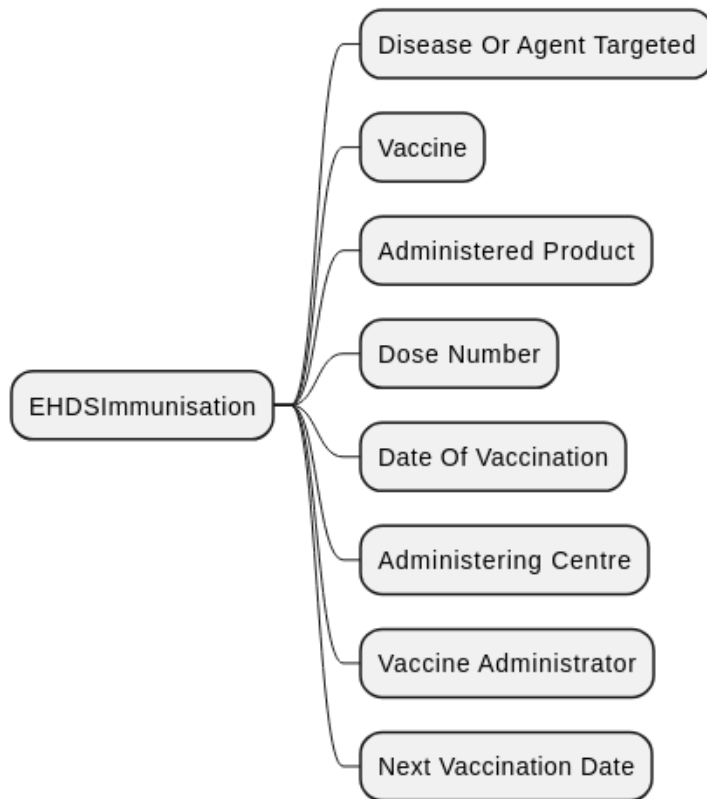 Disease Or Agent Targeted
Vaccine
Administered Product
Dose Number
EHDSImmunisation
Date Of Vaccination
Administering Centre
Vaccine Administrator
Next Vaccination Date